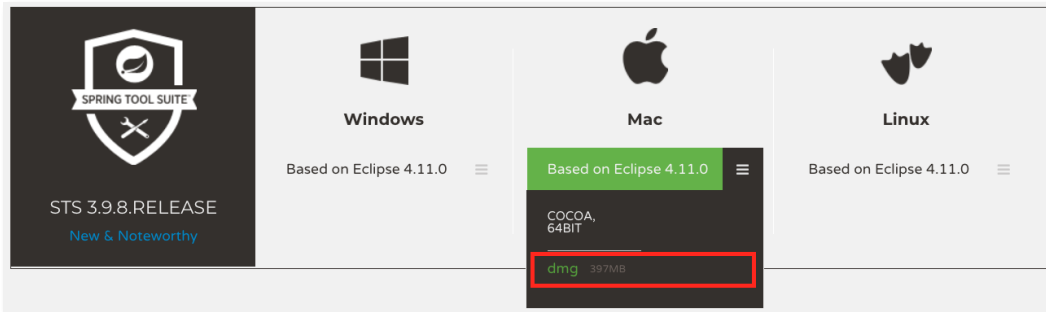 SPRING TOOL SUITE
STS 3.9.8.RELEASE
New & Noteworthy
Windows
Based on Eclipse 4.11.0
Mac
Based on Eclipse 4.11.0
COCOA,
64BIT
dmg 397MB
Linux
Based on Eclipse 4.11.0